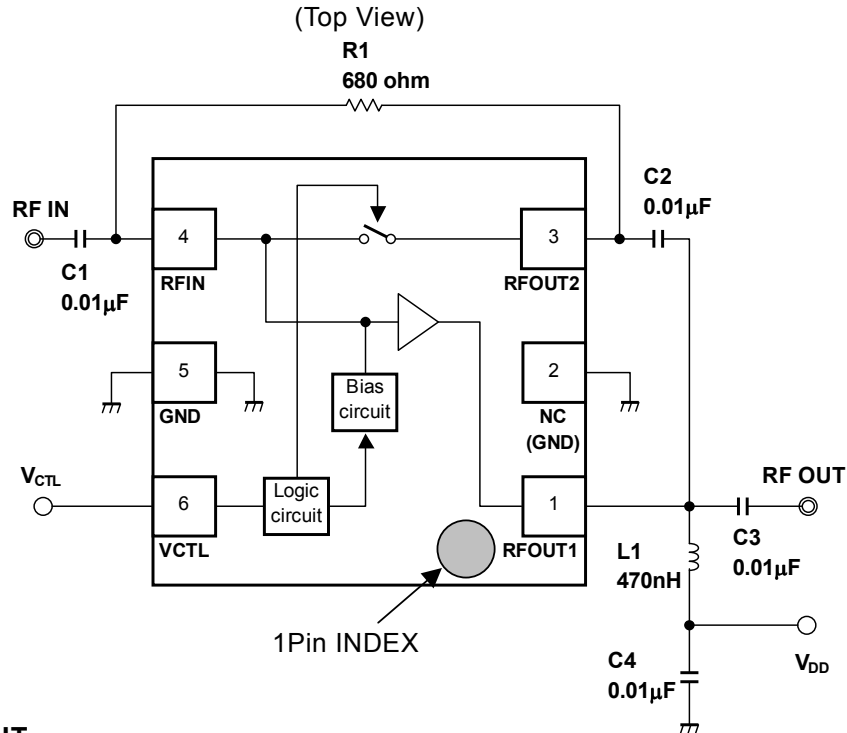 (Top View)
R1
680 ohm
C2
0.01μF
RF IN
4
3
C1
0.01μF
RFIN
RFOUT2
5
2
Bias
circuit
GND
NC
(GND)
VCTL
6
Logic
circuit
1
RF OUT
VCTL
RFOUT1
L1
470nH
C3
0.01μF
1Pin INDEX
C4
0.01μF
VDD